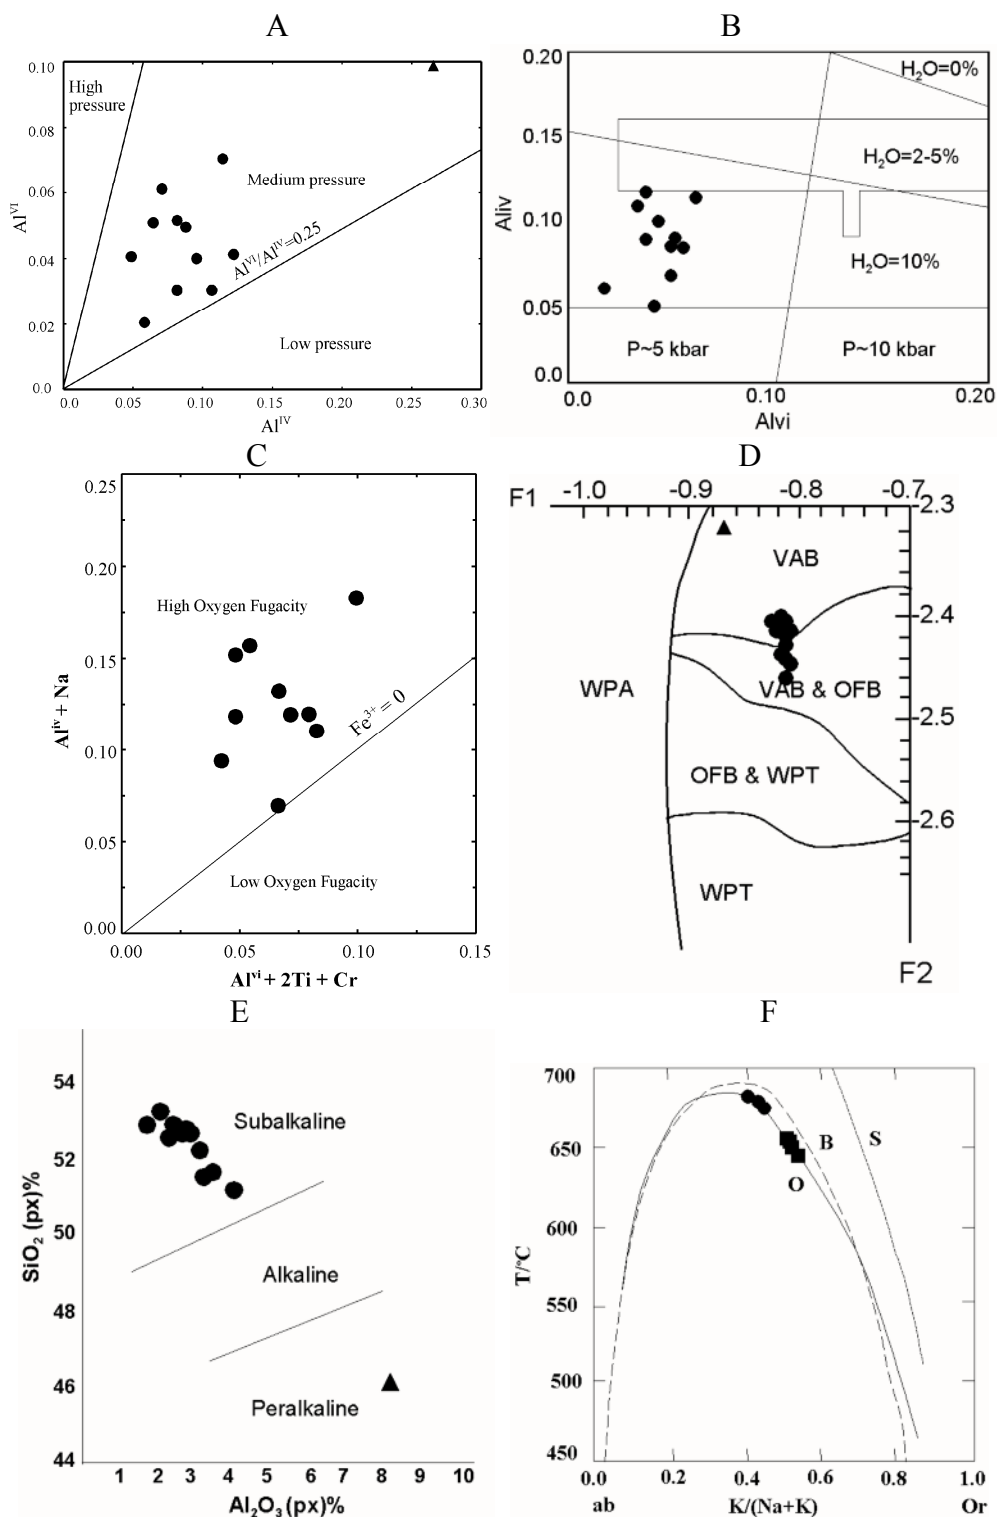 A
0.10
0.08
0.06
0.04
0.02
0.0
Al^VI
High
pressure
Medium pressure
Al^VI/Al^IV=0.25
Low pressure
0.0 0.05 0.10 0.15 0.20 0.25 0.30
Al^IV
B
0.20
0.15
0.10
0.05
0.0
Aliv
H₂O=0%
H₂O=2-5%
H₂O=10%
P~5 kbar
P~10 kbar
0.0 0.10 0.20
Alvi
C
0.25
0.20
0.15
0.10
0.05
0.00
Al^iv + Na
High Oxygen Fugacity
Fe³⁺ = 0
Low Oxygen Fugacity
0.00 0.05 0.10 0.15
Al^vi + 2Ti + Cr
D
F1 -1.0 -0.9 -0.8 -0.7
-2.3
-2.4
-2.5
-2.6
VAB
WPA
VAB & OFB
OFB & WPT
WPT
F2
E
54
52
50
48
46
44
SiO₂ (px)%
Subalkaline
Alkaline
Peralkaline
1 2 3 4 5 6 7 8 9 10
Al₂O₃ (px)%
F
700
650
600
550
500
450
T/°C
B
S
O
0.0 0.2 0.4 0.6 0.8 1.0
ab K/(Na+K) Or